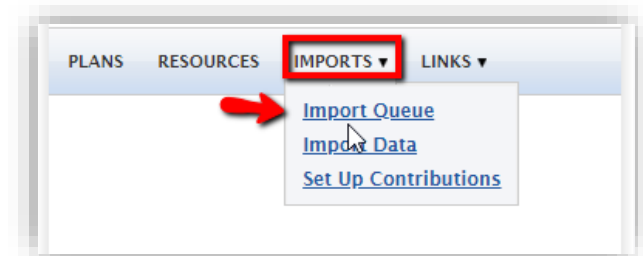 PLANS RESOURCES IMPORTS ▾ LINKS ▾
Import Queue
Import Data
Set Up Contributions